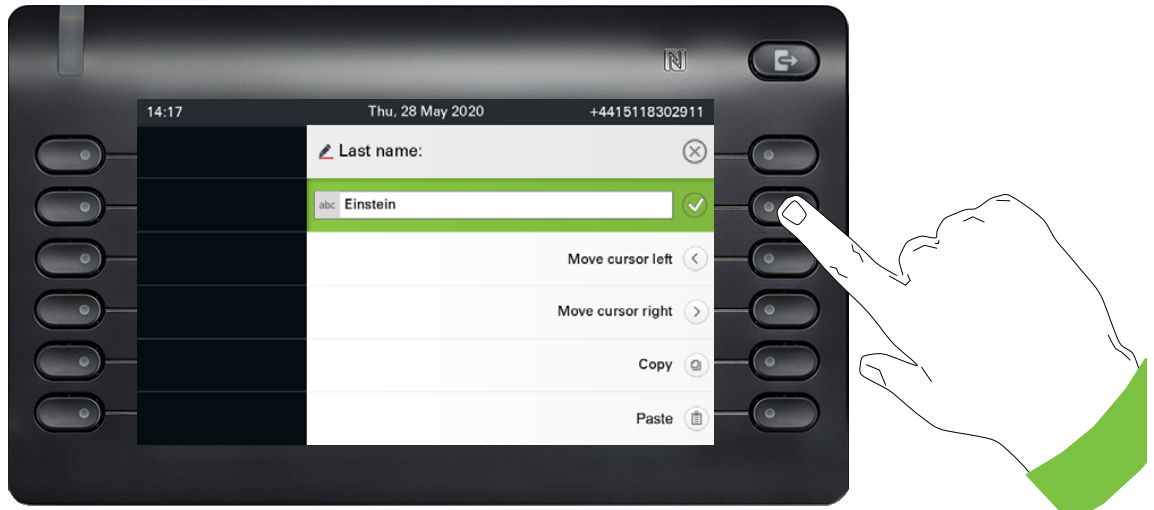 14:17 Thu, 28 May 2020 +4415118302911
Last name:
abc Einstein
Move cursor left
Move cursor right
Copy
Paste